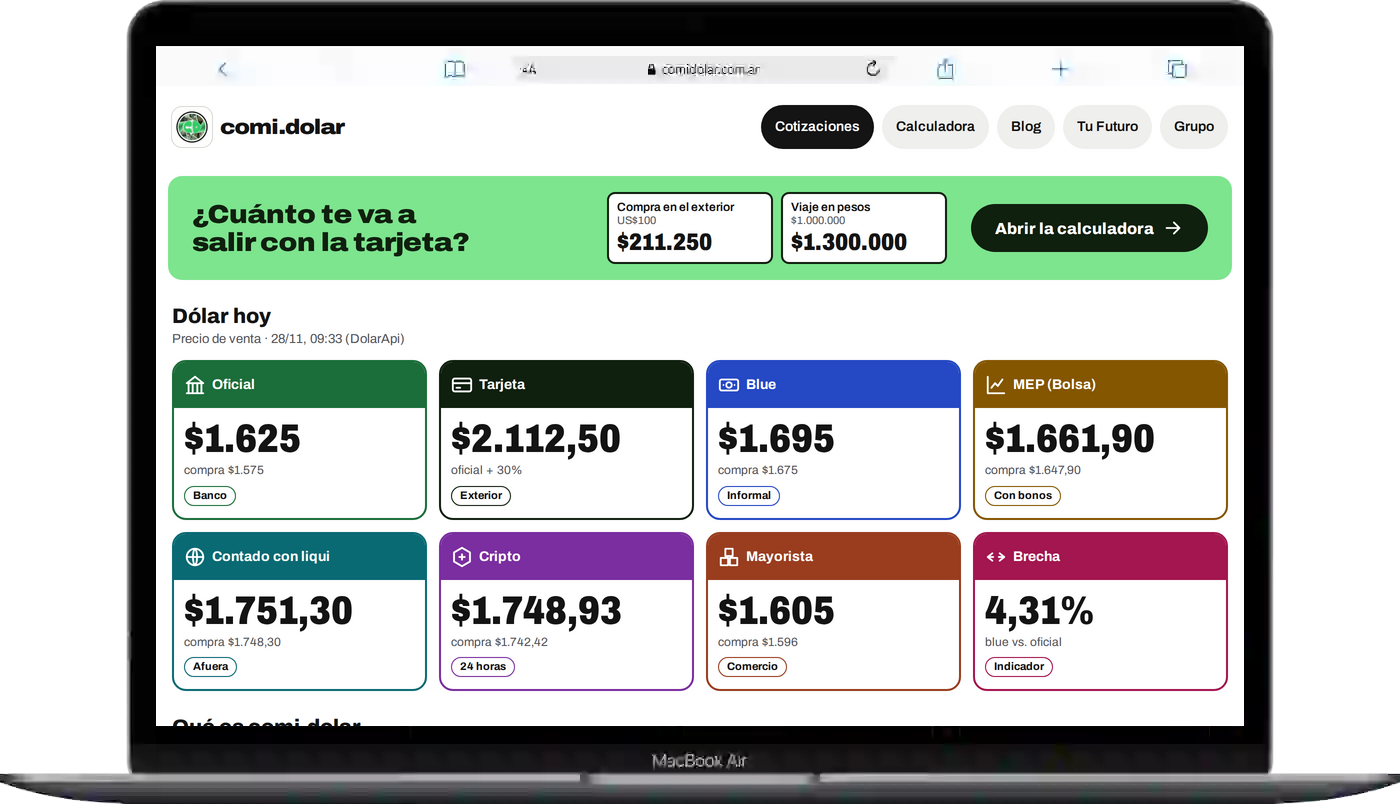 AA
comidolar.com.ar
comi.dolar
Cotizaciones
Calculadora
Blog
Tu Futuro
Grupo
¿Cuánto te va a
salir con la tarjeta?
Compra en el exterior
US$100
$211.250
Viaje en pesos
$1.000.000
$1.300.000
Abrir la calculadora
Dólar hoy
Precio de venta · 28/11, 09:33 (DolarApi)
Oficial
$1.625
compra $1.575
Banco
Tarjeta
$2.112,50
oficial + 30%
Exterior
Blue
$1.695
compra $1.675
Informal
MEP (Bolsa)
$1.661,90
compra $1.647,90
Con bonos
Contado con liqui
$1.751,30
compra $1.748,30
Afuera
Cripto
$1.748,93
compra $1.742,42
24 horas
Mayorista
$1.605
compra $1.596
Comercio
Brecha
4,31%
blue vs. oficial
Indicador
Qué es comi.dolar
MacBook Air